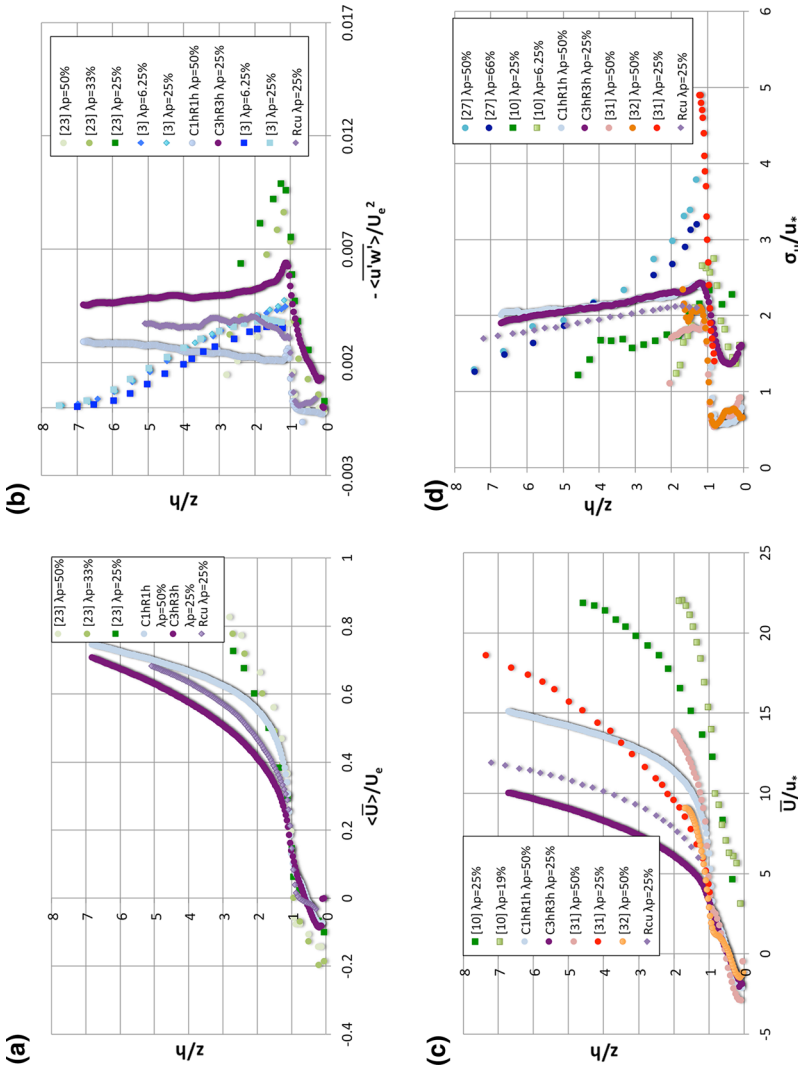 (a)
z/h
8
7
6
5
4
3
2
1
0
-0.4
-0.2
0
0.2
0.4
0.6
0.8
1
<U̅>/Ue
[23] λp=50%
[23] λp=33%
[23] λp=25%
C1hR1h
λp=50%
C3hR3h
λp=25%
Rcu λp=25%
(b)
z/h
8
7
6
5
4
3
2
1
0
-0.003
0.002
0.007
0.012
0.017
- <u'w'>/Ue²
[23] λp=50%
[23] λp=33%
[23] λp=25%
[3] λp=6.25%
[3] λp=25%
C1hR1h λp=50%
C3hR3h λp=25%
[3] λp=6.25%
[3] λp=25%
Rcu λp=25%
(c)
z/h
8
7
6
5
4
3
2
1
0
-5
0
5
10
15
20
25
U̅/u*
[10] λp=25%
[10] λp=19%
C1hR1h λp=50%
C3hR3h λp=25%
[31] λp=50%
[31] λp=25%
[32] λp=50%
Rcu λp=25%
(d)
z/h
8
7
6
5
4
3
2
1
0
0
1
2
3
4
5
6
σu/u*
[27] λp=50%
[27] λp=66%
[10] λp=25%
[10] λp=6.25%
C1hR1h λp=50%
C3hR3h λp=25%
[31] λp=50%
[32] λp=50%
[31] λp=25%
Rcu λp=25%